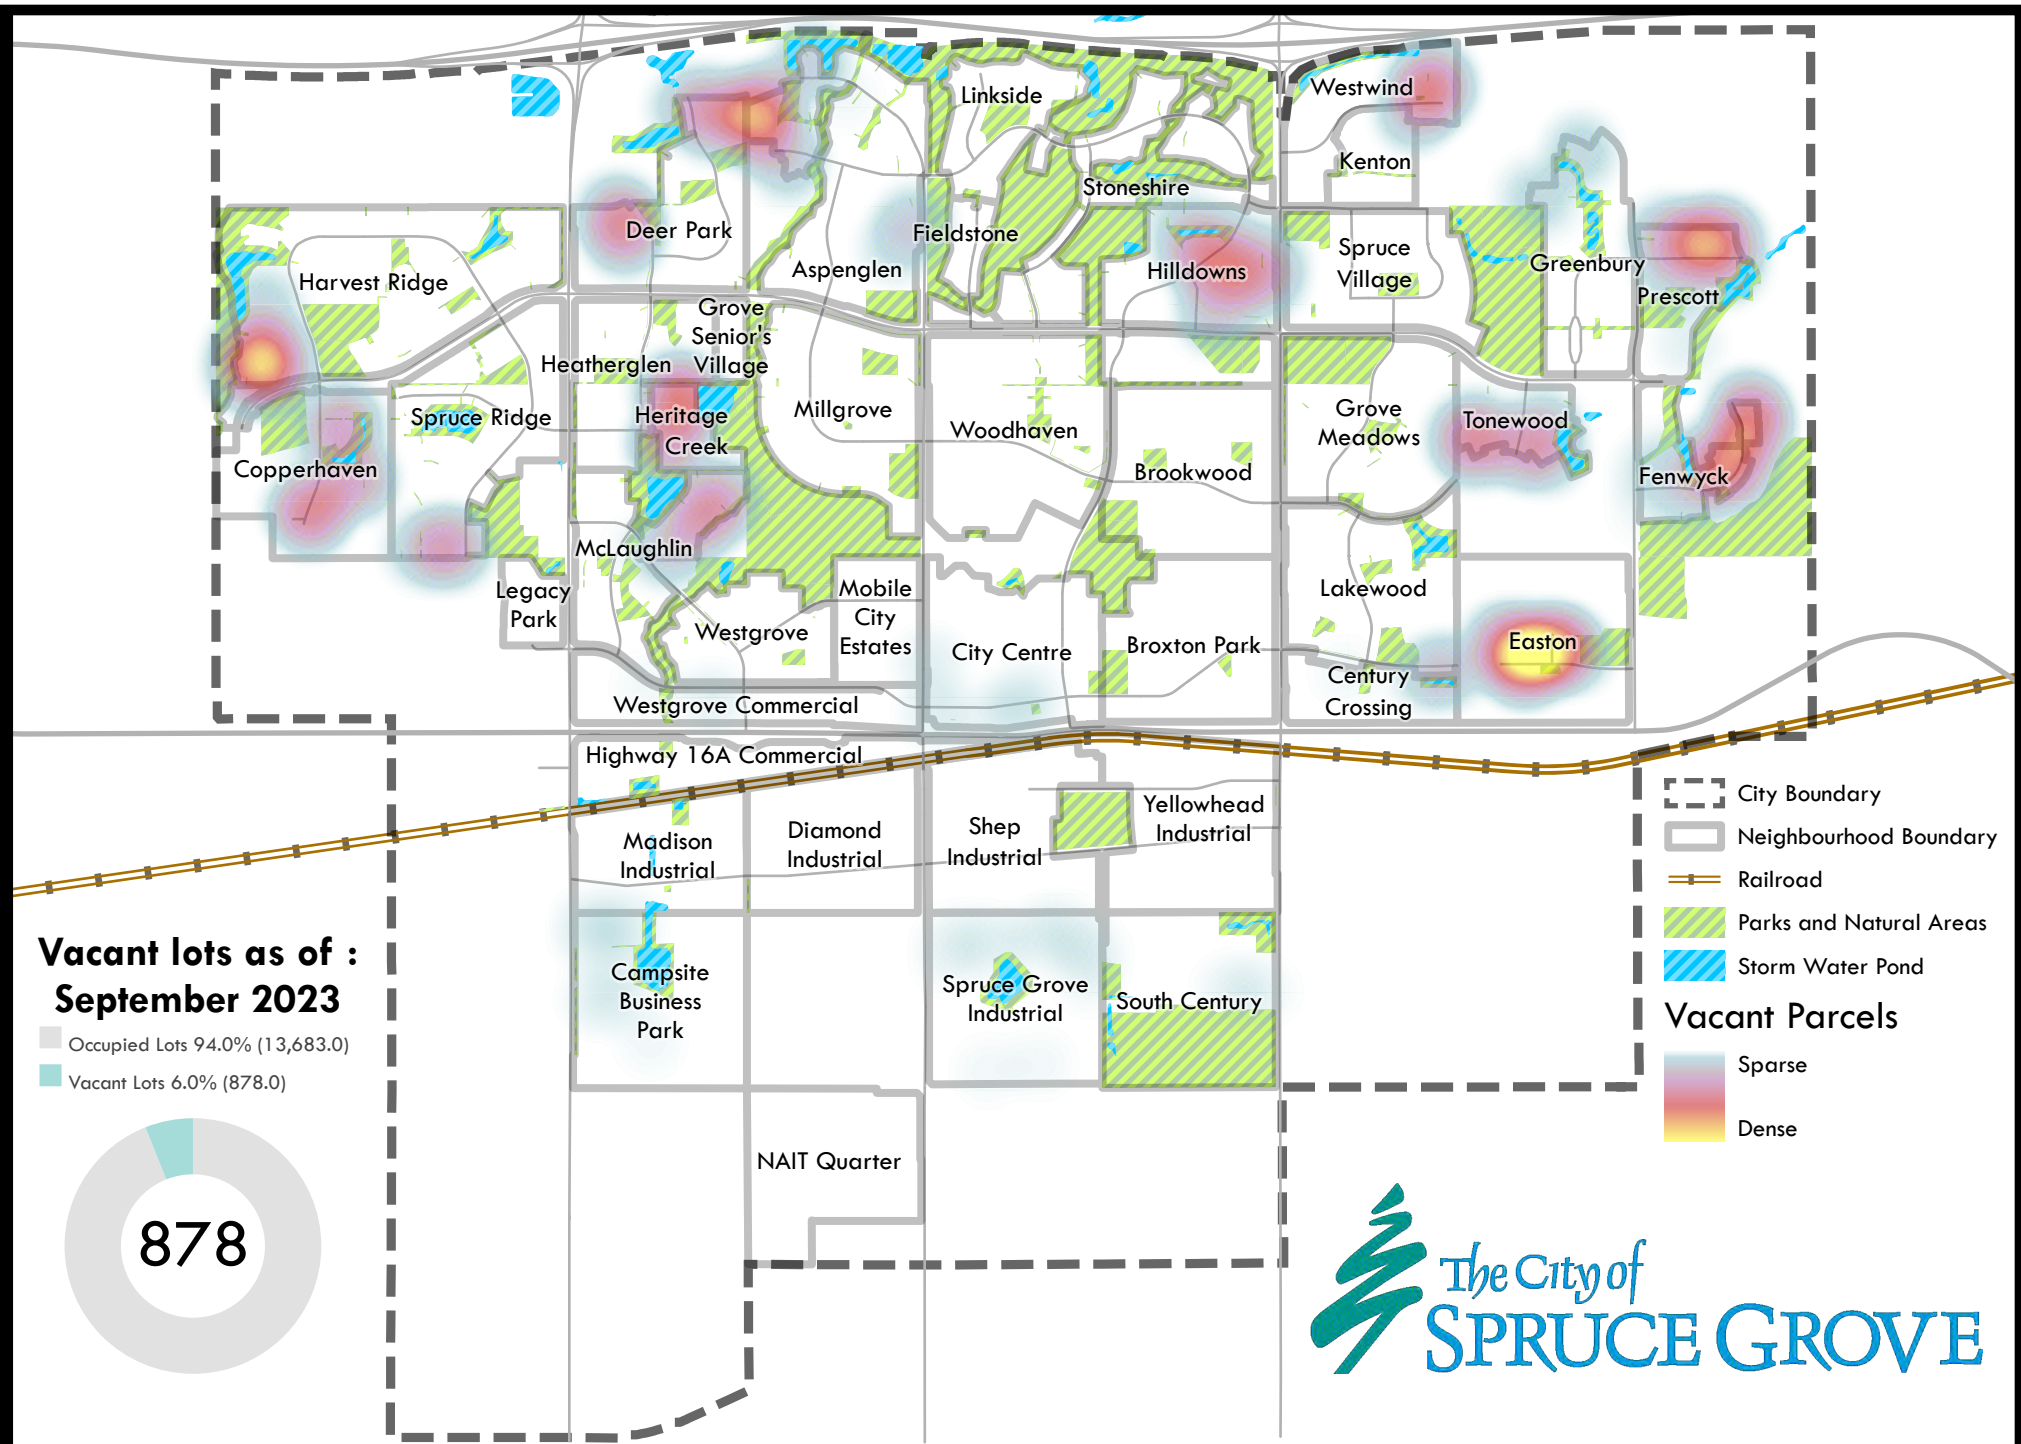 Linkside
Westwind
Kenton
Stoneshire
Deer Park
Fieldstone
Aspenglen
Hilldowns
Spruce
Village
Greenbury
Prescott
Harvest Ridge
Grove
Senior's
Village
Heatherglen
Heritage
Creek
Spruce Ridge
Millgrove
Woodhaven
Grove
Meadows
Tonewood
Copperhaven
Brookwood
Fenwyck
McLaughlin
Legacy
Park
Mobile
City
Estates
Lakewood
Westgrove
City Centre
Broxton Park
Easton
Century
Crossing
Westgrove Commercial
Highway 16A Commercial
Madison
Industrial
Diamond
Industrial
Shep
Industrial
Yellowhead
Industrial
Campsite
Business
Park
Spruce Grove
Industrial
South Century
NAIT Quarter
City Boundary
Neighbourhood Boundary
Railroad
Parks and Natural Areas
Storm Water Pond
Vacant Parcels
Sparse
Dense
Vacant lots as of :
September 2023
Occupied Lots 94.0% (13,683.0)
Vacant Lots 6.0% (878.0)
878
The City of
SPRUCE GROVE